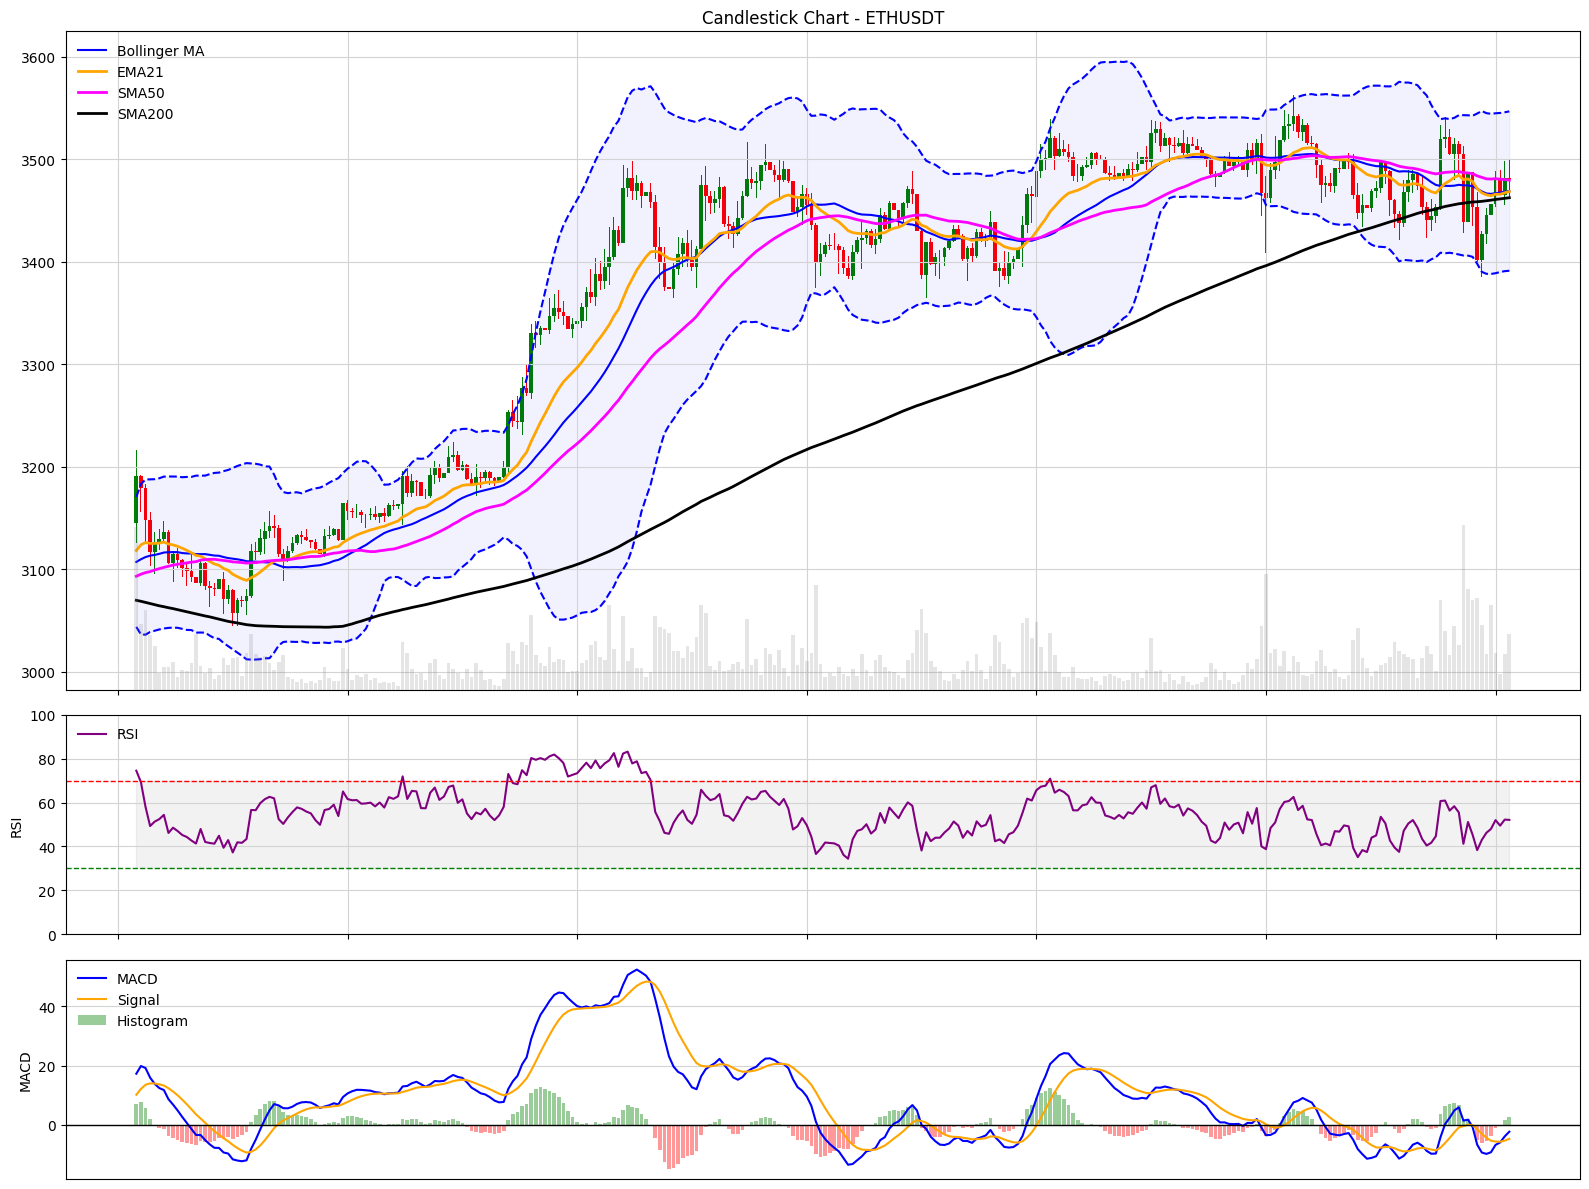 Candlestick Chart - ETHUSDT
Bollinger MA
EMA21
SMA50
SMA200
3600
3500
3400
3300
3200
3100
3000
RSI
RSI
100
80
60
40
20
0
MACD
Signal
Histogram
MACD
40
20
0